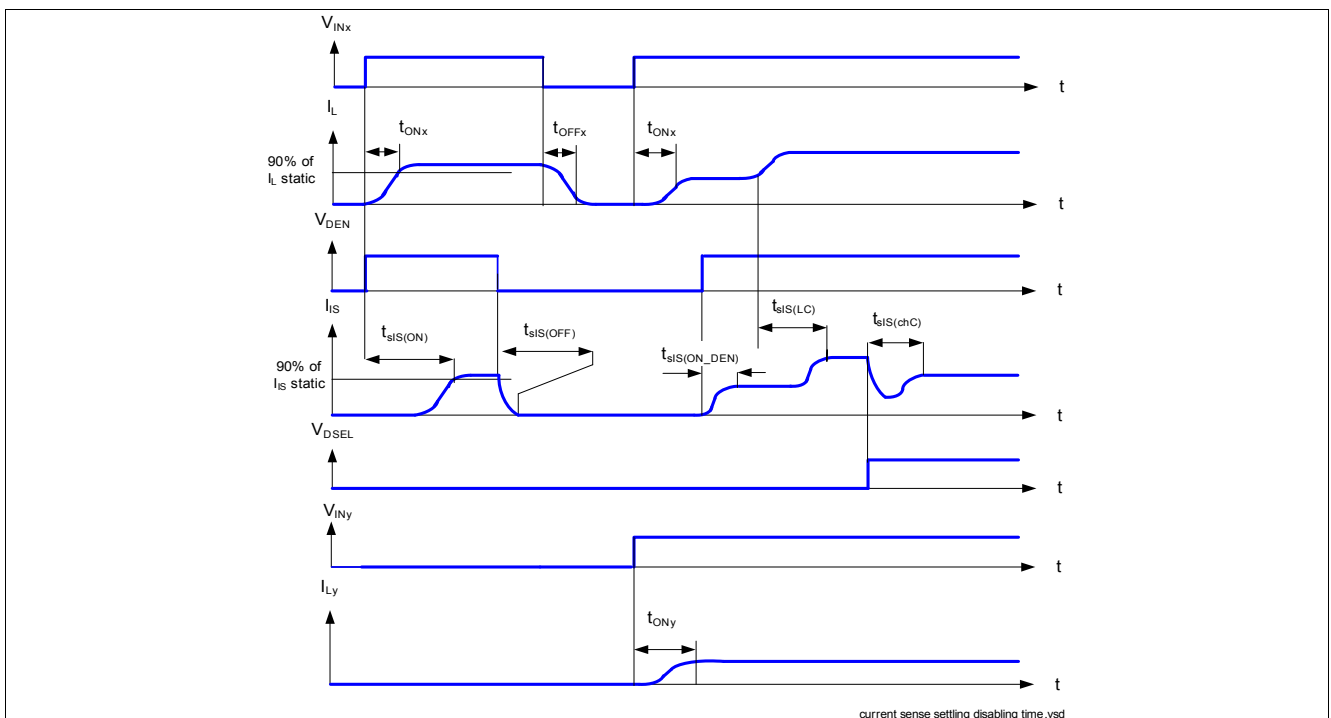 VINx
t
IL
tONx
tOFFx
tONx
90% of
IL static
t
VDEN
t
IIS
tsIS(ON)
tsIS(OFF)
tsIS(LC)
tsIS(chC)
tsIS(ON_DEN)
90% of
IIS static
t
VDSEL
t
VINy
t
ILy
tONy
t
current sense settling disabling time.vsd